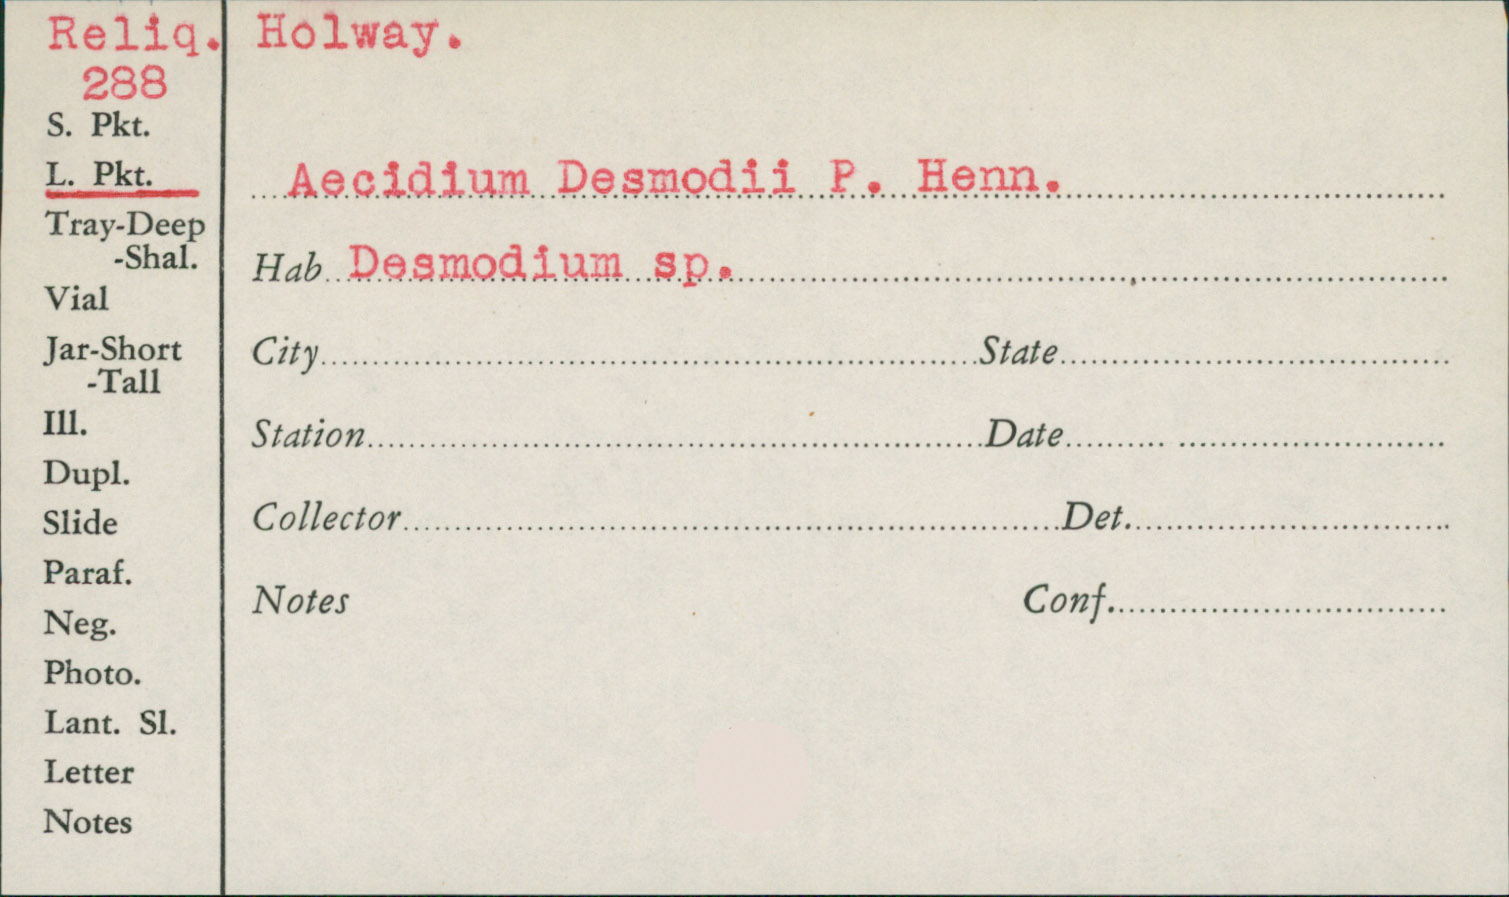 Reliq. Holway.
288
S. Pkt.
L. Pkt.
Tray-Deep
-Shal.
Vial
Jar-Short
-Tall
Ill.
Dupl.
Slide
Paraf.
Neg.
Photo.
Lant. Sl.
Letter
Notes
Aecidium Desmodii P. Henn.
Hab Desmodium sp.
City State
Station Date
Collector Det.
Notes Conf.